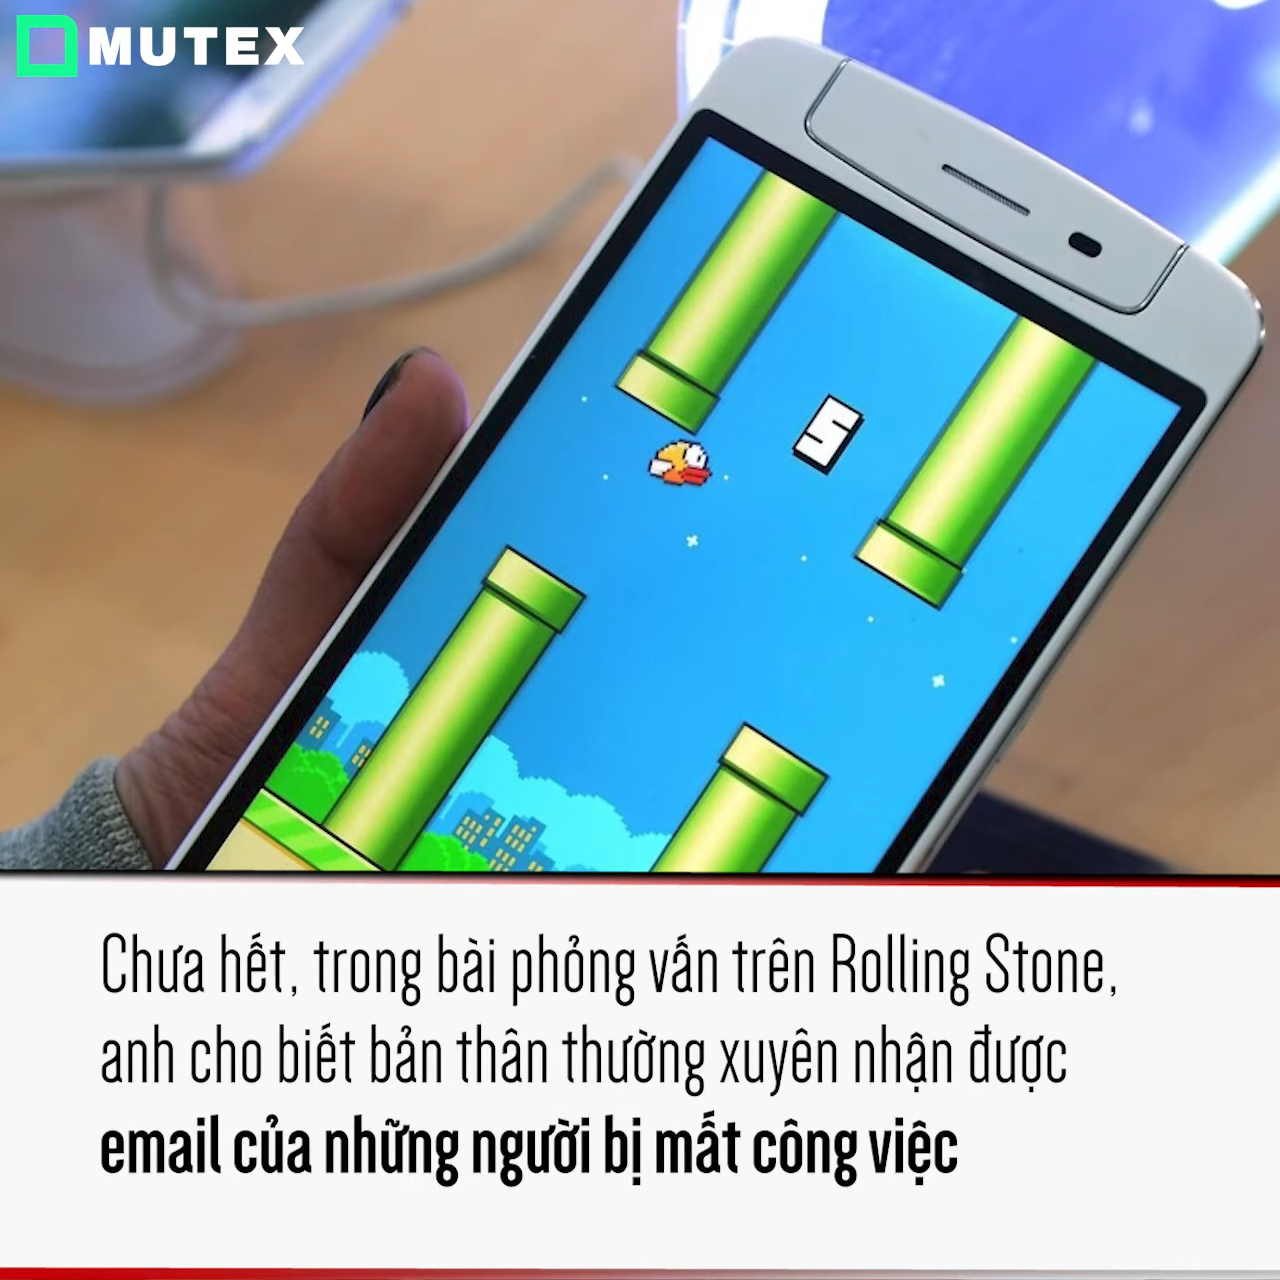 MUTEX
5
Chưa hết, trong bài phỏng vấn trên Rolling Stone,
anh cho biết bản thân thường xuyên nhận được
email của những người bị mất công việc